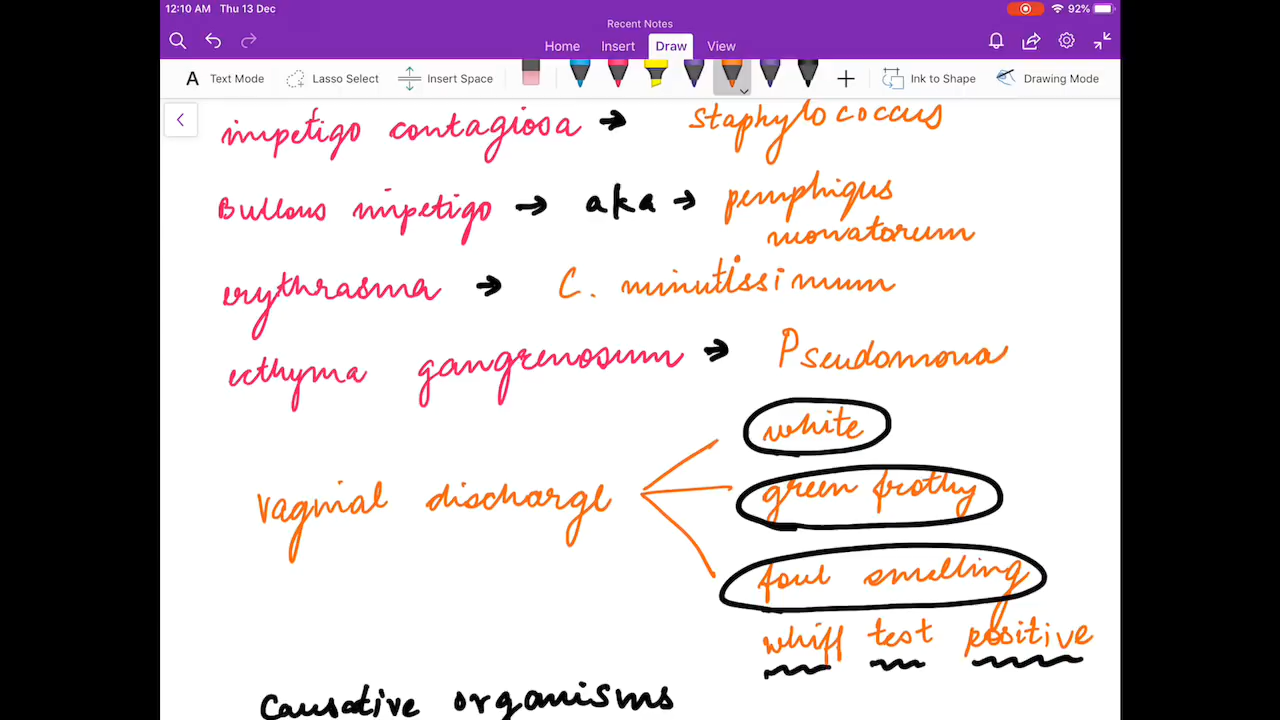 12:10 AM Thu 13 Dec 92%
Recent Notes
Home Insert Draw View
Text Mode Lasso Select Insert Space Ink to Shape Drawing Mode
impetigo contagiosa → Staphylococcus
Bullous impetigo → aka → pemphigus
neonatorum
erythrasma → C. minutissimum
ecthyma gangrenosum → Pseudomona
white
green frothy
vaginal discharge
foul smelling
whiff test positive
Causative organisms